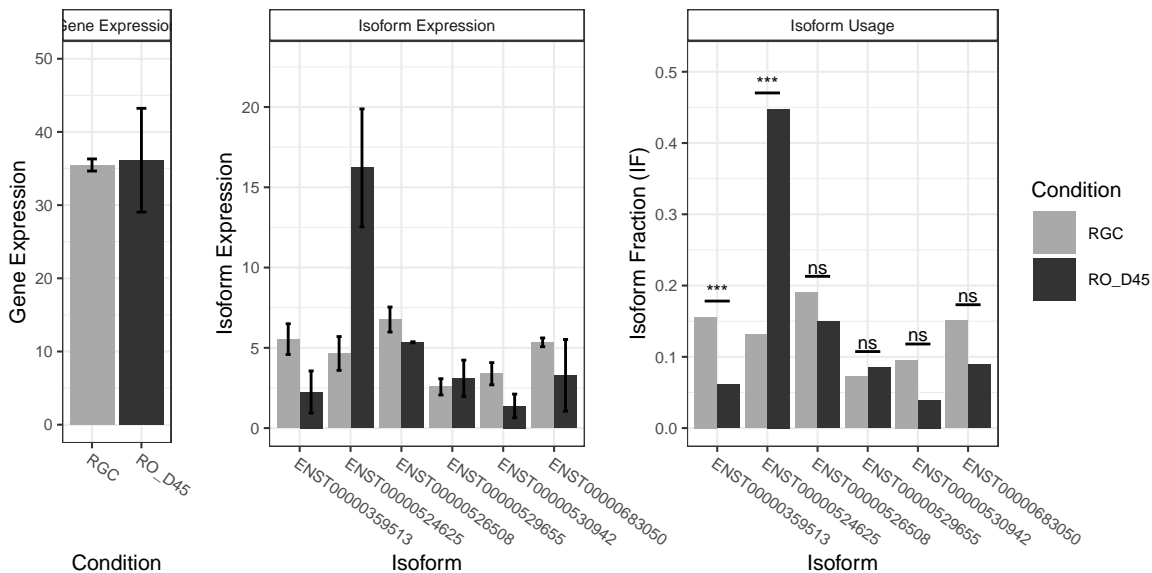 Gene Expression
Isoform Expression
Isoform Usage
Gene Expression
50
40
30
20
10
0
RGC
RO_D45
Condition
Isoform Expression
20
15
10
5
0
ENST00000359513
ENST00000524625
ENST00000526508
ENST00000529655
ENST00000530942
ENST00000683050
Isoform
Isoform Fraction (IF)
0.5
0.4
0.3
0.2
0.1
0.0
***
***
ns
ns
ns
ns
ENST00000359513
ENST00000524625
ENST00000526508
ENST00000529655
ENST00000530942
ENST00000683050
Isoform
Condition
RGC
RO_D45